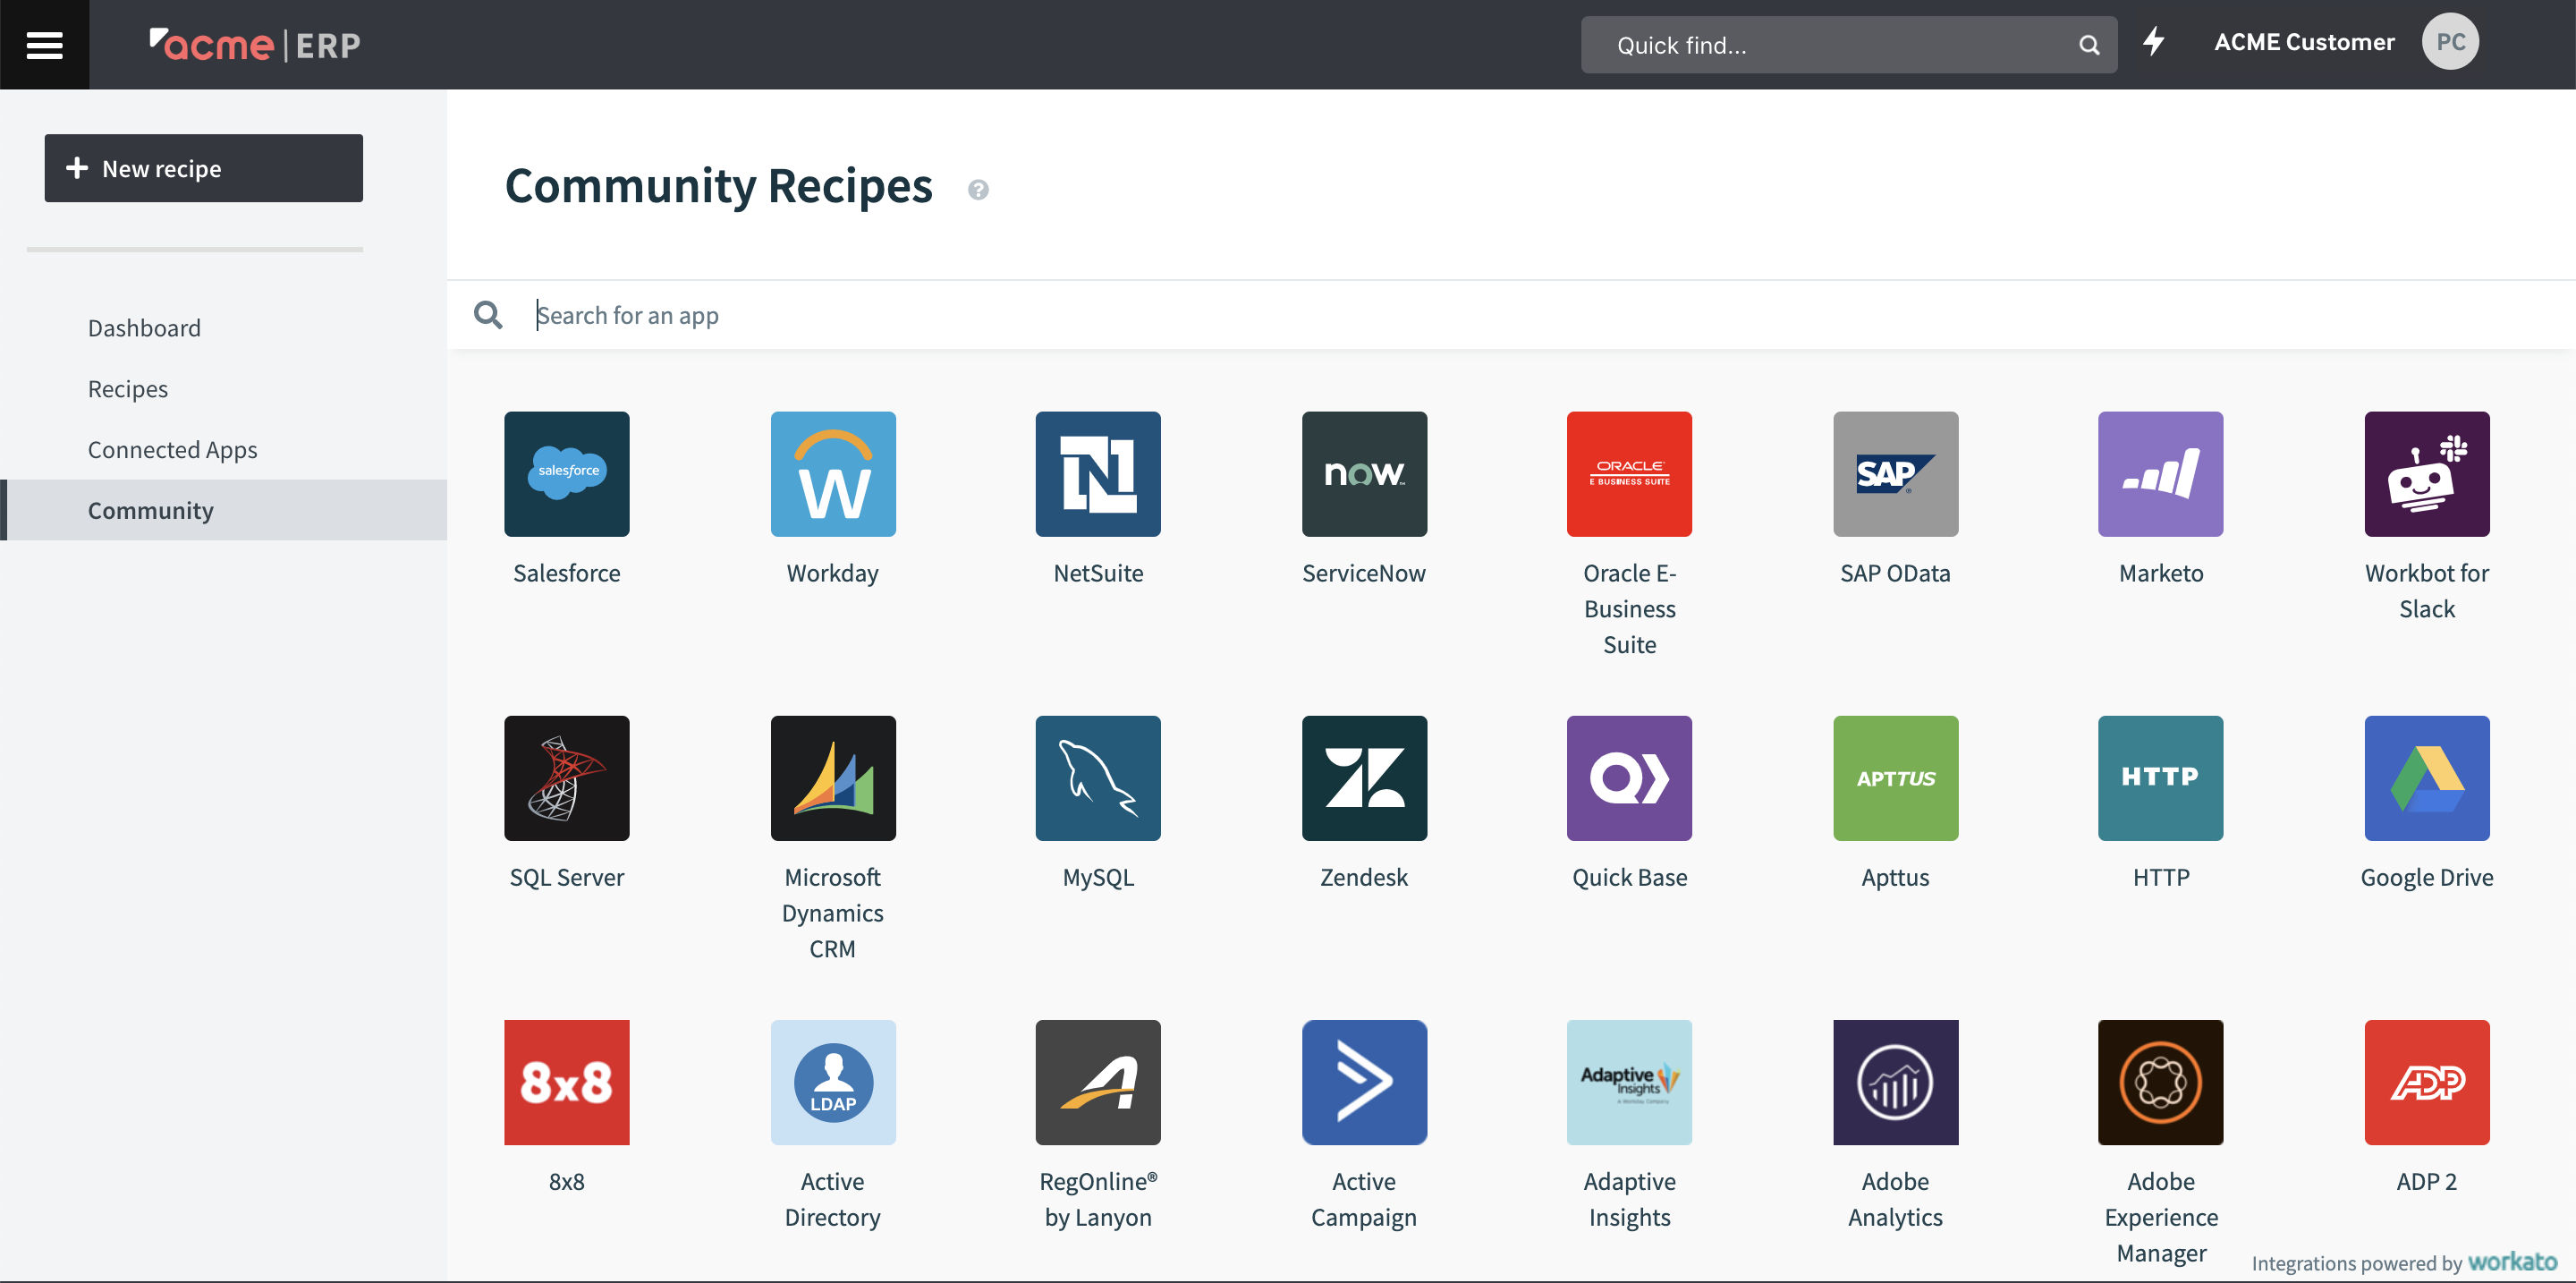 acme | ERP
Quick find...
ACME Customer
PC
New recipe
Dashboard
Recipes
Connected Apps
Community
Community Recipes
?
Search for an app
salesforce
W
N
now
ORACLE
E BUSINESS SUITE
SAP
Salesforce
Workday
NetSuite
ServiceNow
Oracle E-
Business
Suite
SAP OData
Marketo
Workbot for
Slack
APTTUS
HTTP
SQL Server
Microsoft
Dynamics
CRM
MySQL
Zendesk
Quick Base
Apttus
HTTP
Google Drive
8x8
LDAP
Adaptive
Insights
A Workday Company
ADP
8x8
Active
Directory
RegOnline®
by Lanyon
Active
Campaign
Adaptive
Insights
Adobe
Analytics
Adobe
Experience
Manager
ADP 2
Integrations powered by workato